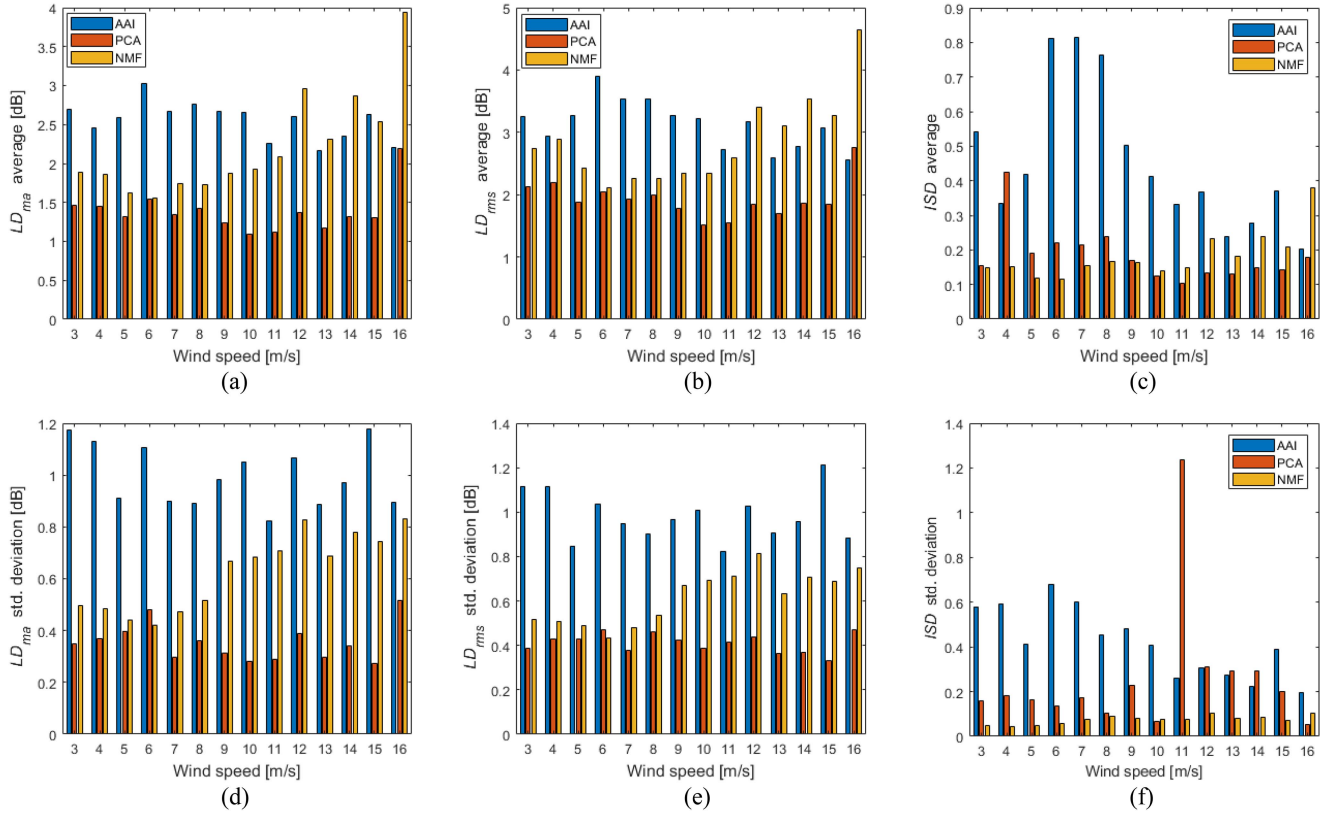 4
3.5
3
2.5
2
1.5
1
0.5
0
LD_ma average [dB]
AAI
PCA
NMF
3 4 5 6 7 8 9 10 11 12 13 14 15 16
Wind speed [m/s]
(a)
5
4
3
2
1
0
LD_rms average [dB]
AAI
PCA
NMF
3 4 5 6 7 8 9 10 11 12 13 14 15 16
Wind speed [m/s]
(b)
0.9
0.8
0.7
0.6
0.5
0.4
0.3
0.2
0.1
0
ISD average
AAI
PCA
NMF
3 4 5 6 7 8 9 10 11 12 13 14 15 16
Wind speed [m/s]
(c)
1.2
1
0.8
0.6
0.4
0.2
0
LD_ma std. deviation [dB]
3 4 5 6 7 8 9 10 11 12 13 14 15 16
Wind speed [m/s]
(d)
1.4
1.2
1
0.8
0.6
0.4
0.2
0
LD_rms std. deviation [dB]
3 4 5 6 7 8 9 10 11 12 13 14 15 16
Wind speed [m/s]
(e)
1.4
1.2
1
0.8
0.6
0.4
0.2
0
ISD std. deviation
AAI
PCA
NMF
3 4 5 6 7 8 9 10 11 12 13 14 15 16
Wind speed [m/s]
(f)